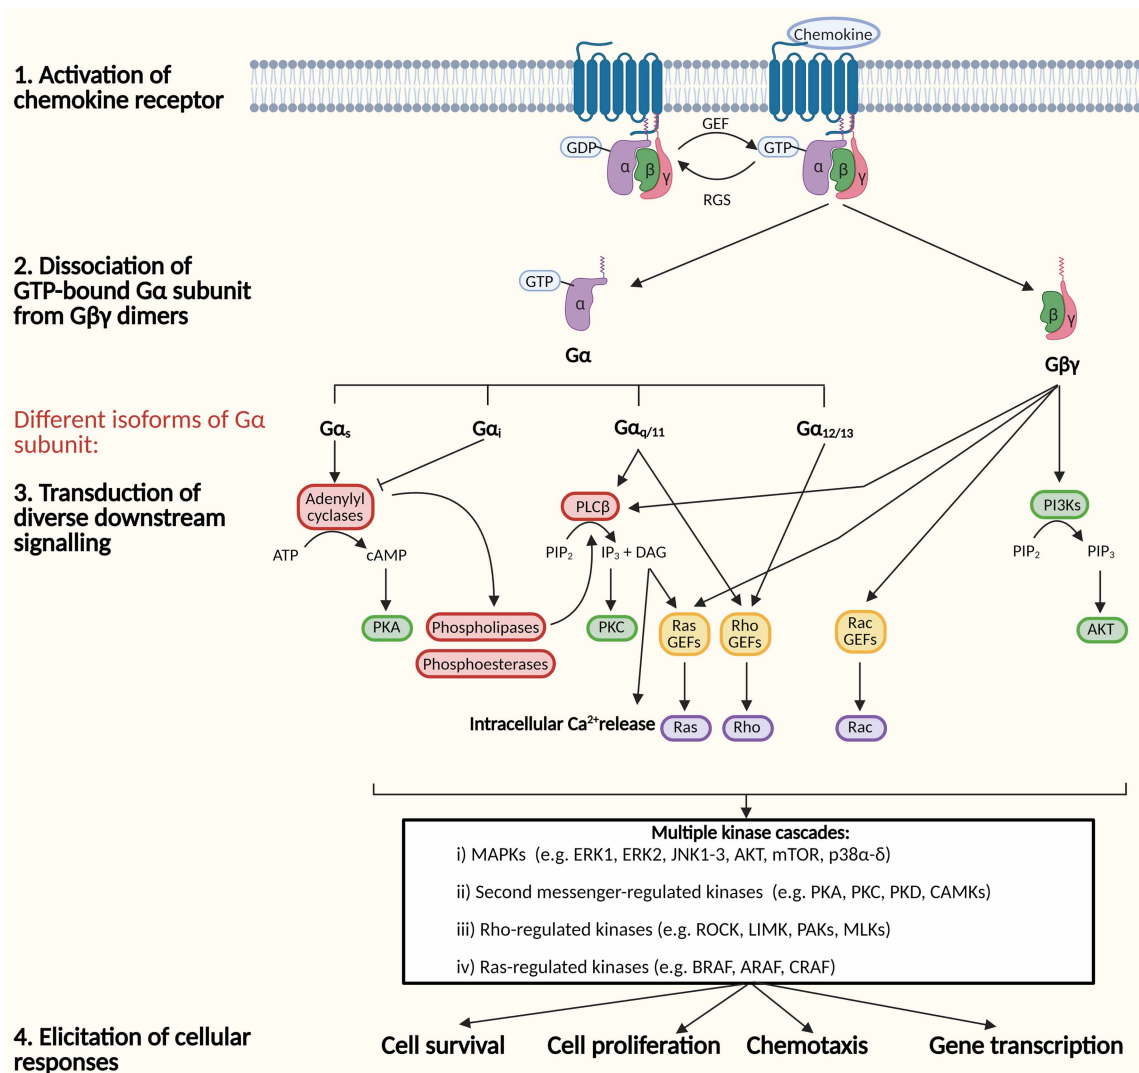 Chemokine
1. Activation of
chemokine receptor
GEF
GDP
GTP
α
β
γ
α
β
γ
RGS
2. Dissociation of
GTP-bound Gα subunit
from Gβγ dimers
GTP
α
β
γ
Gα
Gβγ
Different isoforms of Gα
subunit:
Gαs
Gαi
Gαq/11
Gα12/13
3. Transduction of
diverse downstream
signalling
Adenylyl
cyclases
PLCβ
PI3Ks
ATP
cAMP
PIP2
IP3 + DAG
PIP2
PIP3
PKA
Phospholipases
PKC
Ras
GEFs
Rho
GEFs
Rac
GEFs
AKT
Phosphoesterases
Intracellular Ca2+release
Ras
Rho
Rac
Multiple kinase cascades:
i) MAPKs (e.g. ERK1, ERK2, JNK1-3, AKT, mTOR, p38α-δ)
ii) Second messenger-regulated kinases (e.g. PKA, PKC, PKD, CAMKs)
iii) Rho-regulated kinases (e.g. ROCK, LIMK, PAKs, MLKs)
iv) Ras-regulated kinases (e.g. BRAF, ARAF, CRAF)
4. Elicitation of cellular
responses
Cell survival
Cell proliferation
Chemotaxis
Gene transcription